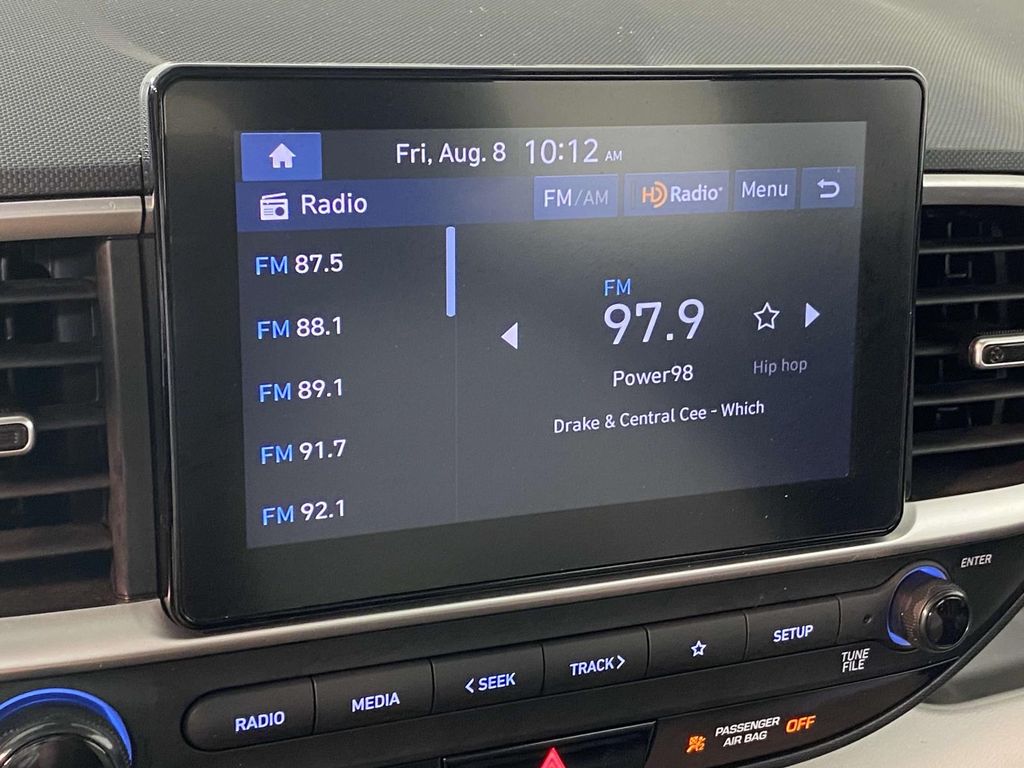 Fri, Aug. 8 10:12 AM
Radio
FM/AM
HD Radio
Menu
FM 87.5
FM 88.1
FM 89.1
FM 91.7
FM 92.1
FM
97.9
Power98
Hip hop
Drake & Central Cee - Which
ENTER
RADIO
MEDIA
SEEK
TRACK
SETUP
TUNE
FILE
PASSENGER
AIR BAG
OFF